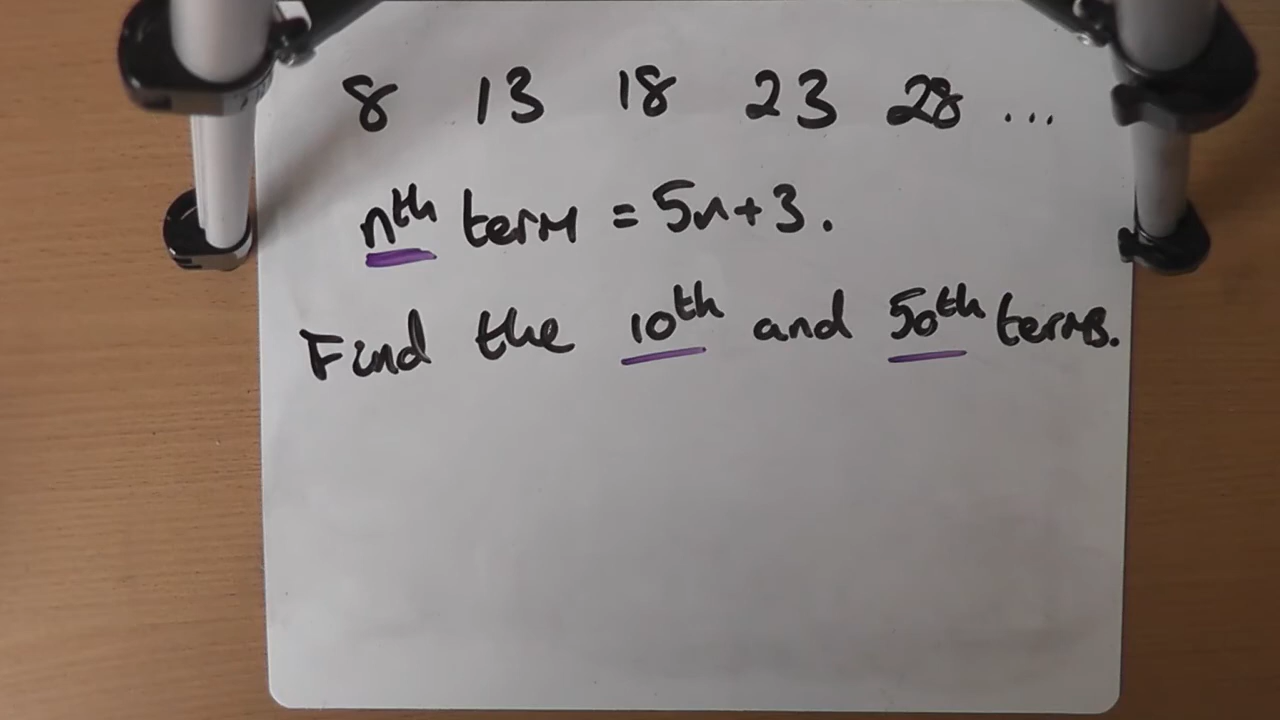 8 13 18 23 28 ...
nth term = 5n+3.
Find the 10th and 50th terms.